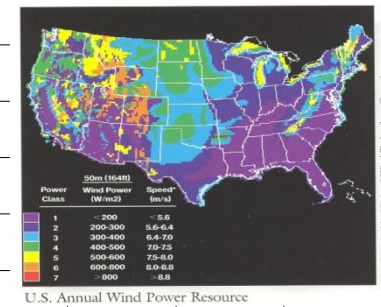 50m (164ft)
Power Wind Power Speed*
Class (W/m2) (m/s)
1 <200 <5.6
2 200-300 5.6-6.4
3 300-400 6.4-7.0
4 400-500 7.0-7.5
5 500-600 7.5-8.0
6 600-800 8.0-8.8
7 >800 >8.8
U.S. Annual Wind Power Resource